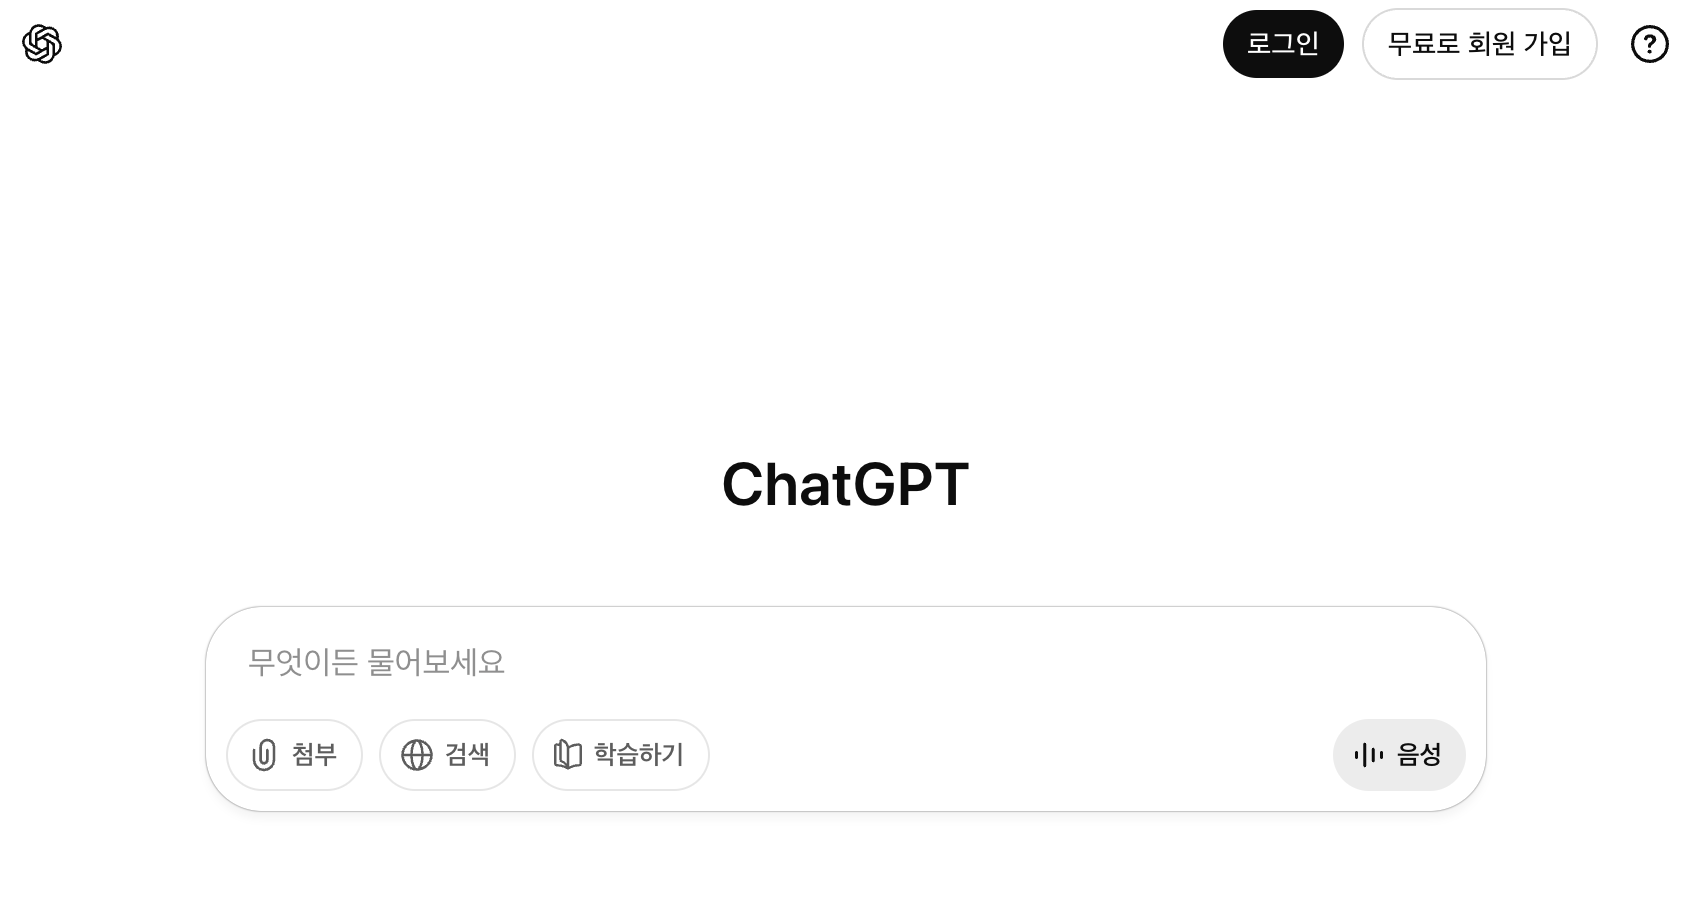 로그인
무료로 회원 가입
?
ChatGPT
무엇이든 물어보세요
첨부
검색
학습하기
음성